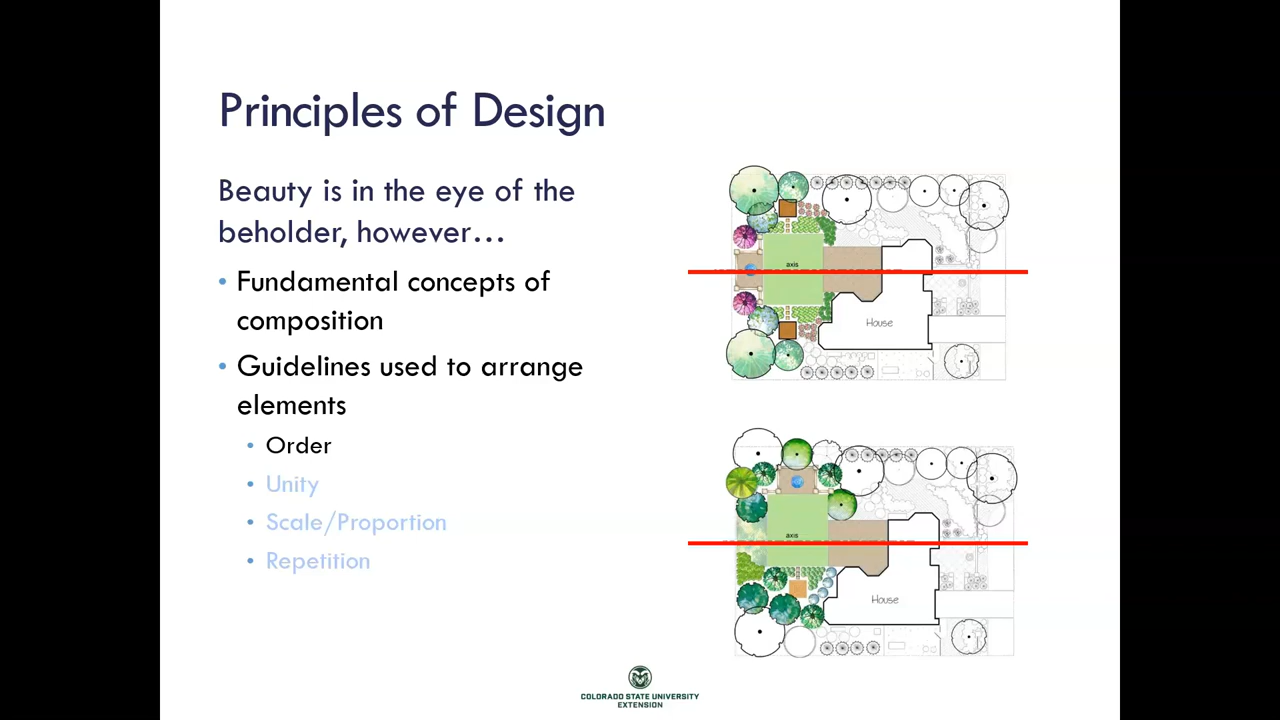 Principles of Design
Beauty is in the eye of the
beholder, however…
• Fundamental concepts of
composition
• Guidelines used to arrange
elements
• Order
• Unity
• Scale/Proportion
• Repetition
axis
House
axis
House
COLORADO STATE UNIVERSITY
EXTENSION